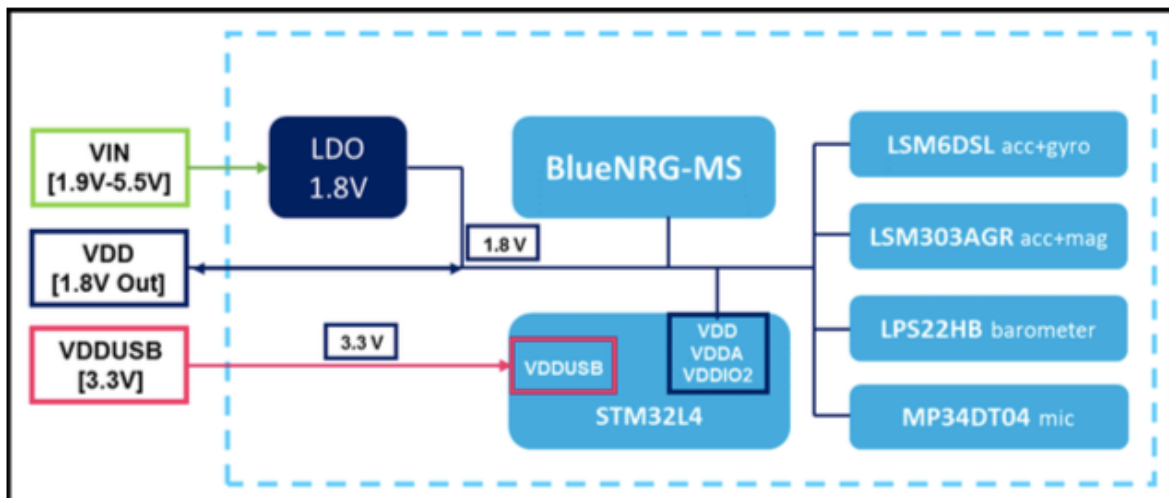 VIN
[1.9V-5.5V]
LDO
1.8V
BlueNRG-MS
LSM6DSL acc+gyro
VDD
[1.8V Out]
1.8 V
LSM303AGR acc+mag
VDDUSB
[3.3V]
3.3 V
VDDUSB
VDD
VDDA
VDDIO2
STM32L4
LPS22HB barometer
MP34DT04 mic